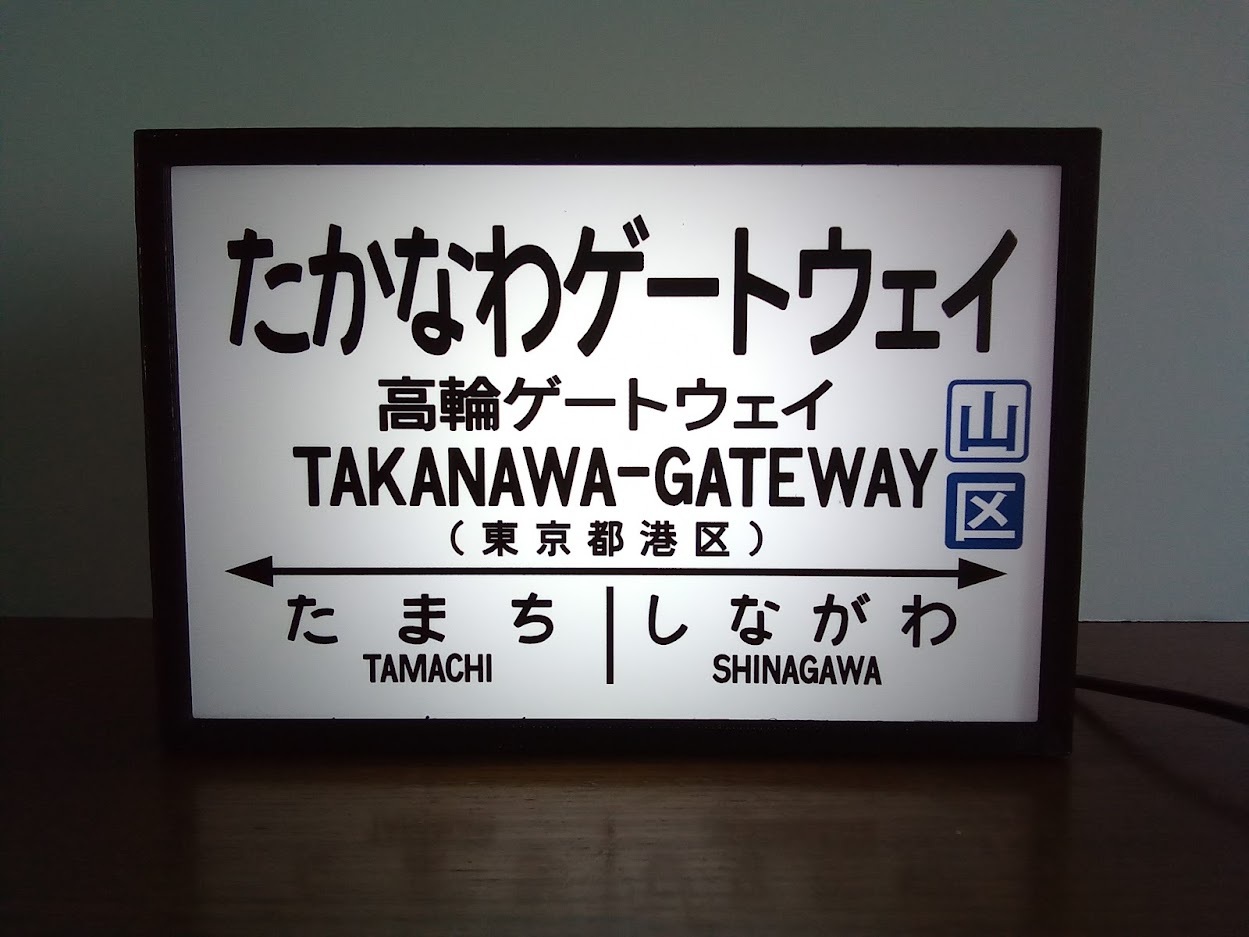 たかなわゲートウェイ
高輪ゲートウェイ
山
TAKANAWA-GATEWAY
区
（東京都港区）
たまち しながわ
TAMACHI SHINAGAWA